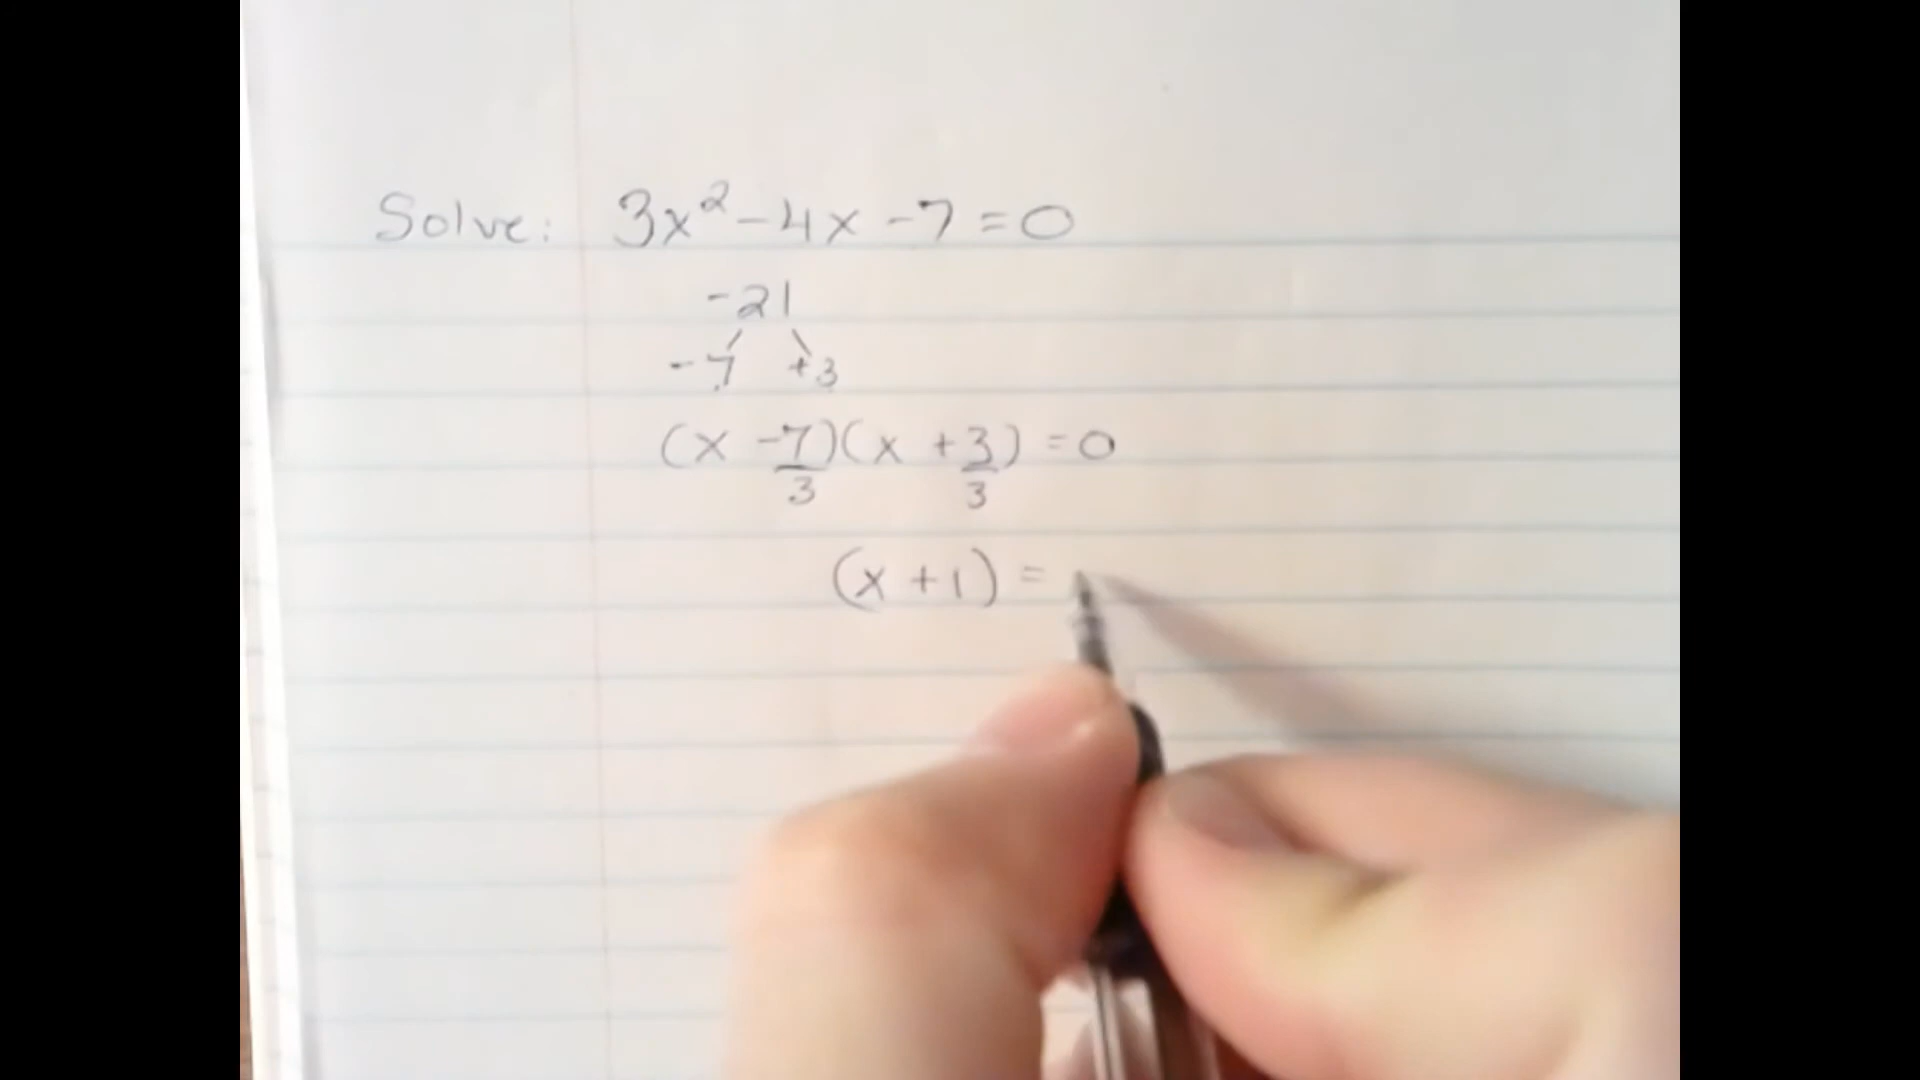 Solve: 3x² - 4x - 7 = 0
-21
-7 +3
(x - 7/3)(x + 3/3) = 0
(x + 1) =